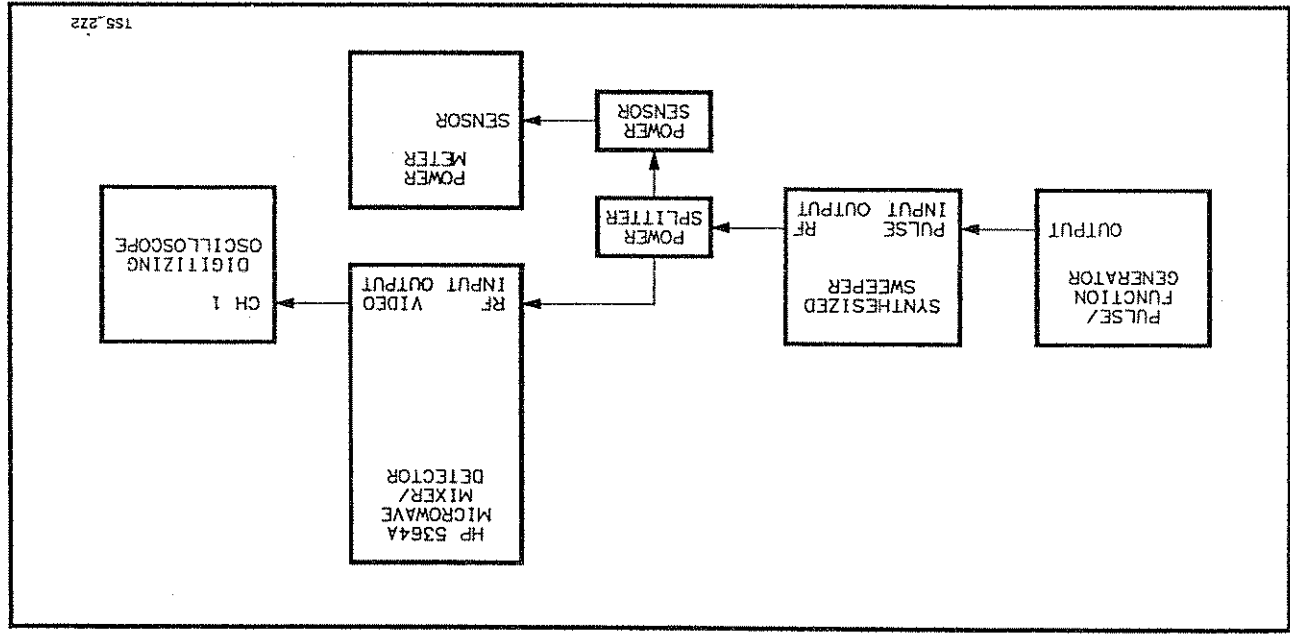 HP 5364A
MICROWAVE
MIXER/
DETECTOR
RF VIDEO
INPUT OUTPUT
PULSE/
FUNCTION
GENERATOR
OUTPUT
SYNTHESIZED
SWEEPER
PULSE RF
INPUT OUTPUT
POWER
SPLITTER
POWER
SENSOR
POWER
METER
SENSOR
CH 1
DIGITIZING
OSCILLOSCOPE
TS5_2Z2